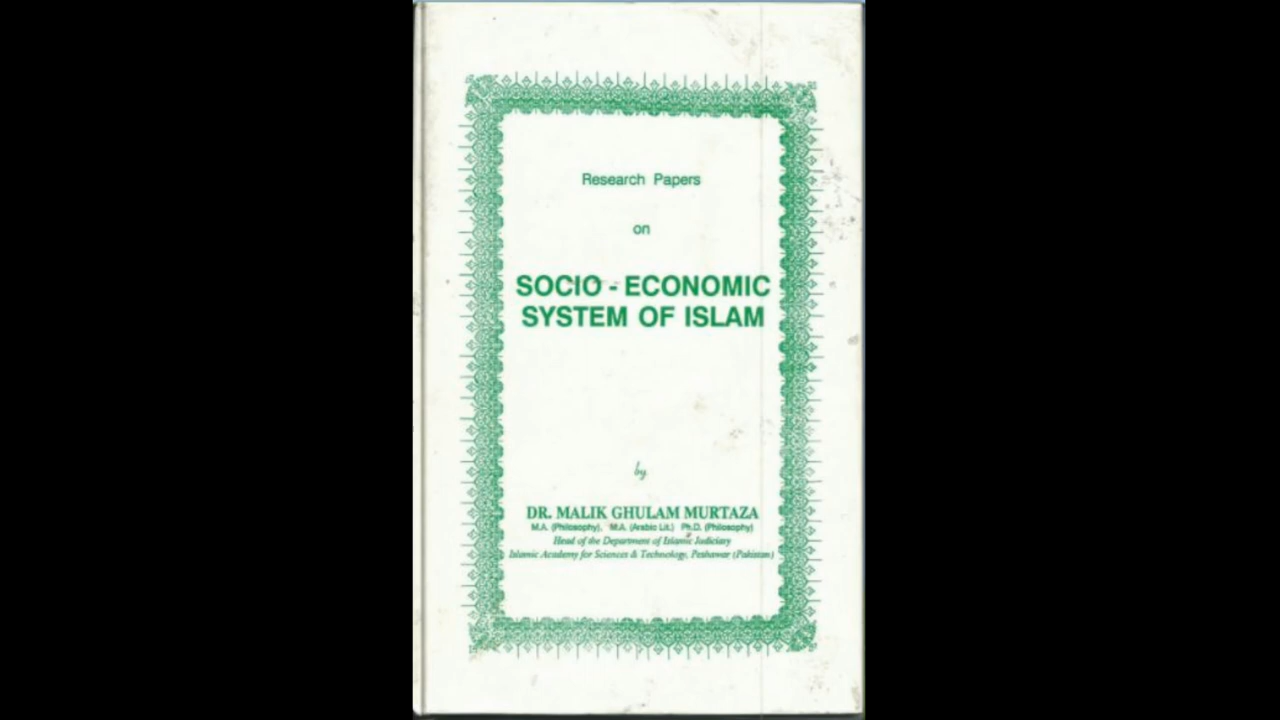 Research Papers
on
SOCIO - ECONOMIC
SYSTEM OF ISLAM
by
DR. MALIK GHULAM MURTAZA
M.A. (Philosophy), M.A. (Arabic Lit.) Ph.D. (Philosophy)
Head of the Department of Islamic Judiciary
Islamic Academy for Sciences & Technology, Peshawar (Pakistan)